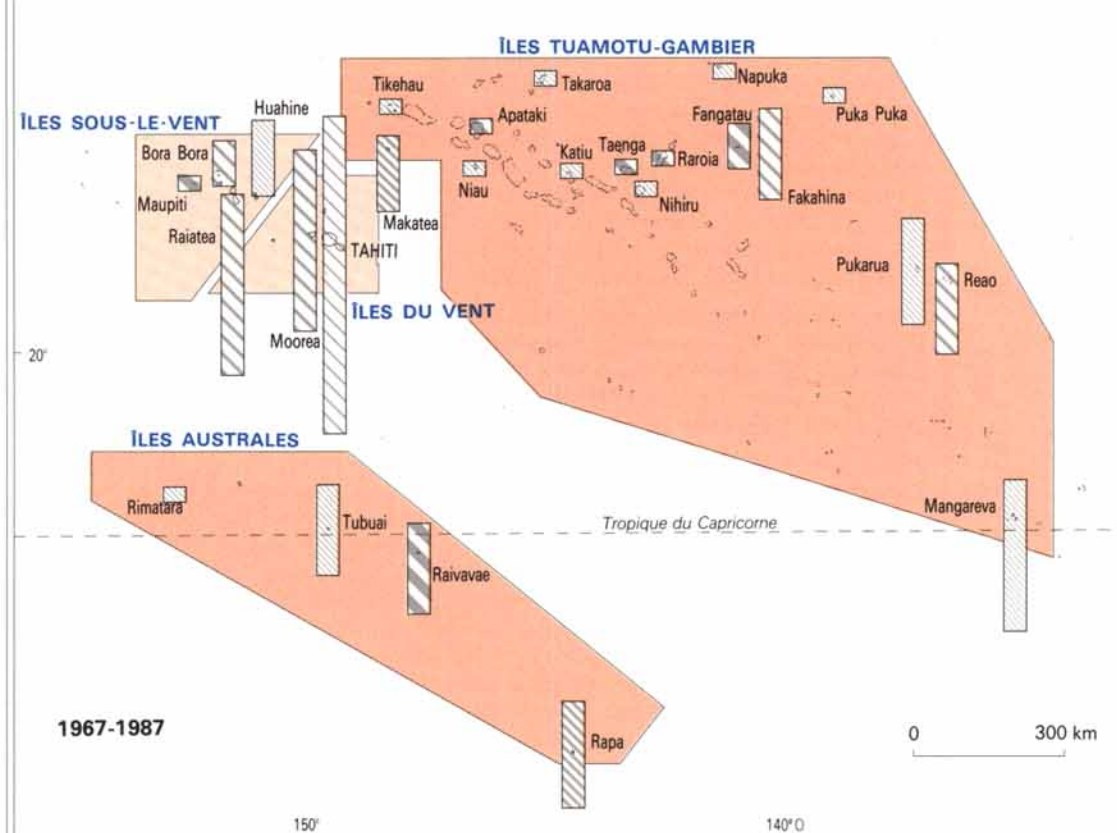 ÎLES TUAMOTU-GAMBIER
Tikehau
Takaroa
Napuka
Puka Puka
Huahine
Apataki
Fangatau
ÎLES SOUS-LE-VENT
Bora Bora
Katiu
Taenga
Raroia
Niau
Nihiru
Fakahina
Maupiti
Makatea
Raiatea
TAHITI
Pukarua
Reao
ÎLES DU VENT
Moorea
20°
ÎLES AUSTRALES
Rimatara
Tubuai
Tropique du Capricorne
Mangareva
Raivavae
1967-1987
Rapa
0 300 km
150° 140° O